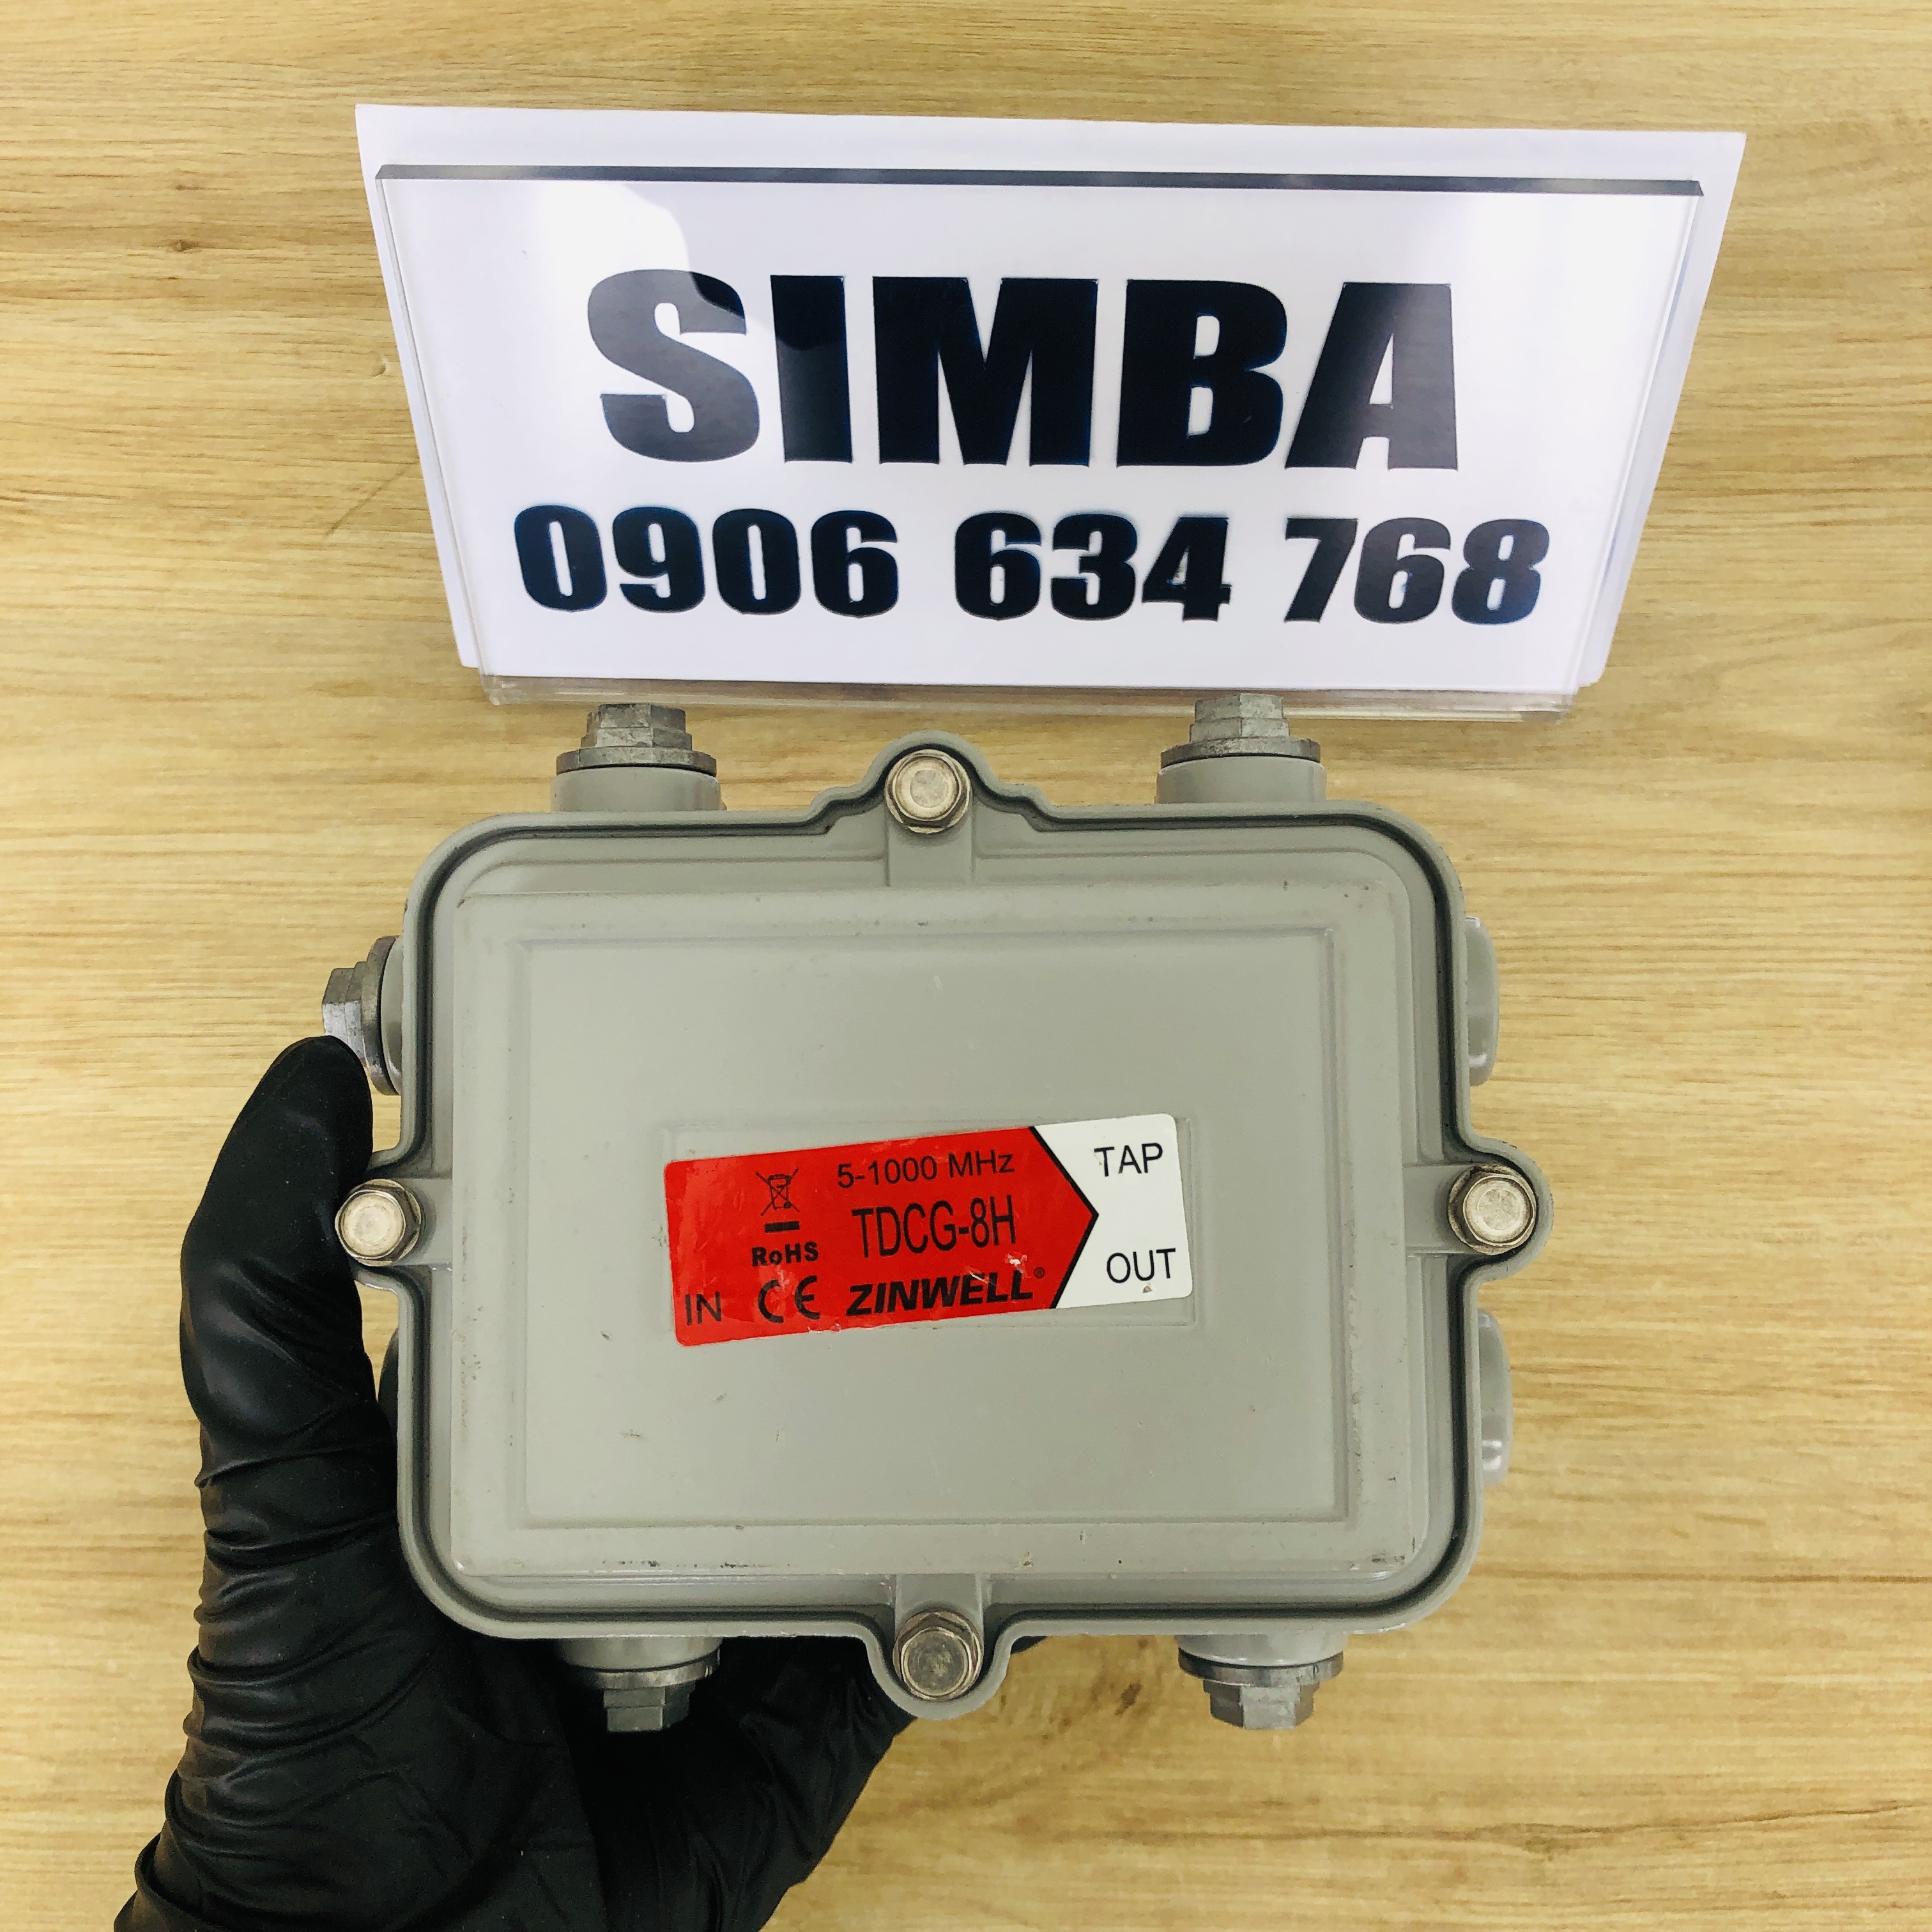 SIMBA
0906 634 768
5-1000 MHz
TAP
TDCG-8H
RoHS
OUT
IN CE ZINWELL®